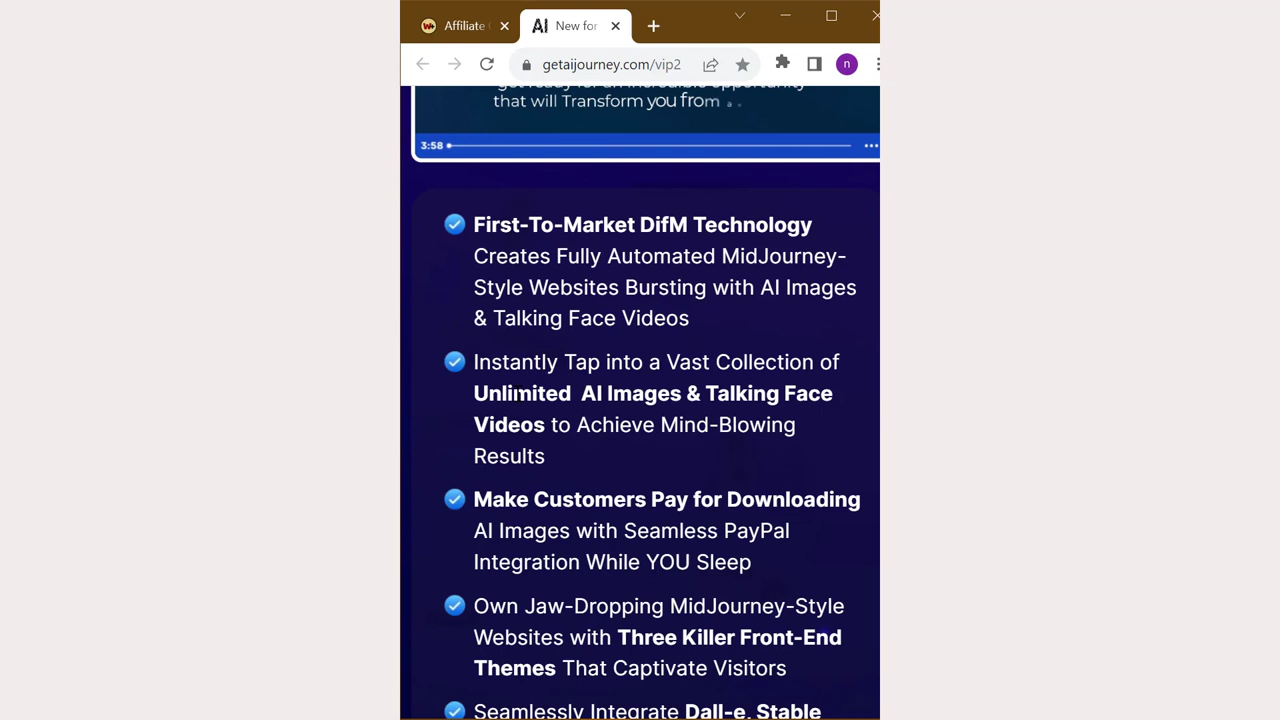 Affiliate
AI New for
getaijourney.com/vip2
n
that will Transform you from a
3:58
First-To-Market DifM Technology
Creates Fully Automated MidJourney-
Style Websites Bursting with AI Images
& Talking Face Videos
Instantly Tap into a Vast Collection of
Unlimited AI Images & Talking Face
Videos to Achieve Mind-Blowing
Results
Make Customers Pay for Downloading
AI Images with Seamless PayPal
Integration While YOU Sleep
Own Jaw-Dropping MidJourney-Style
Websites with Three Killer Front-End
Themes That Captivate Visitors
Seamlessly Integrate Dall-e, Stable